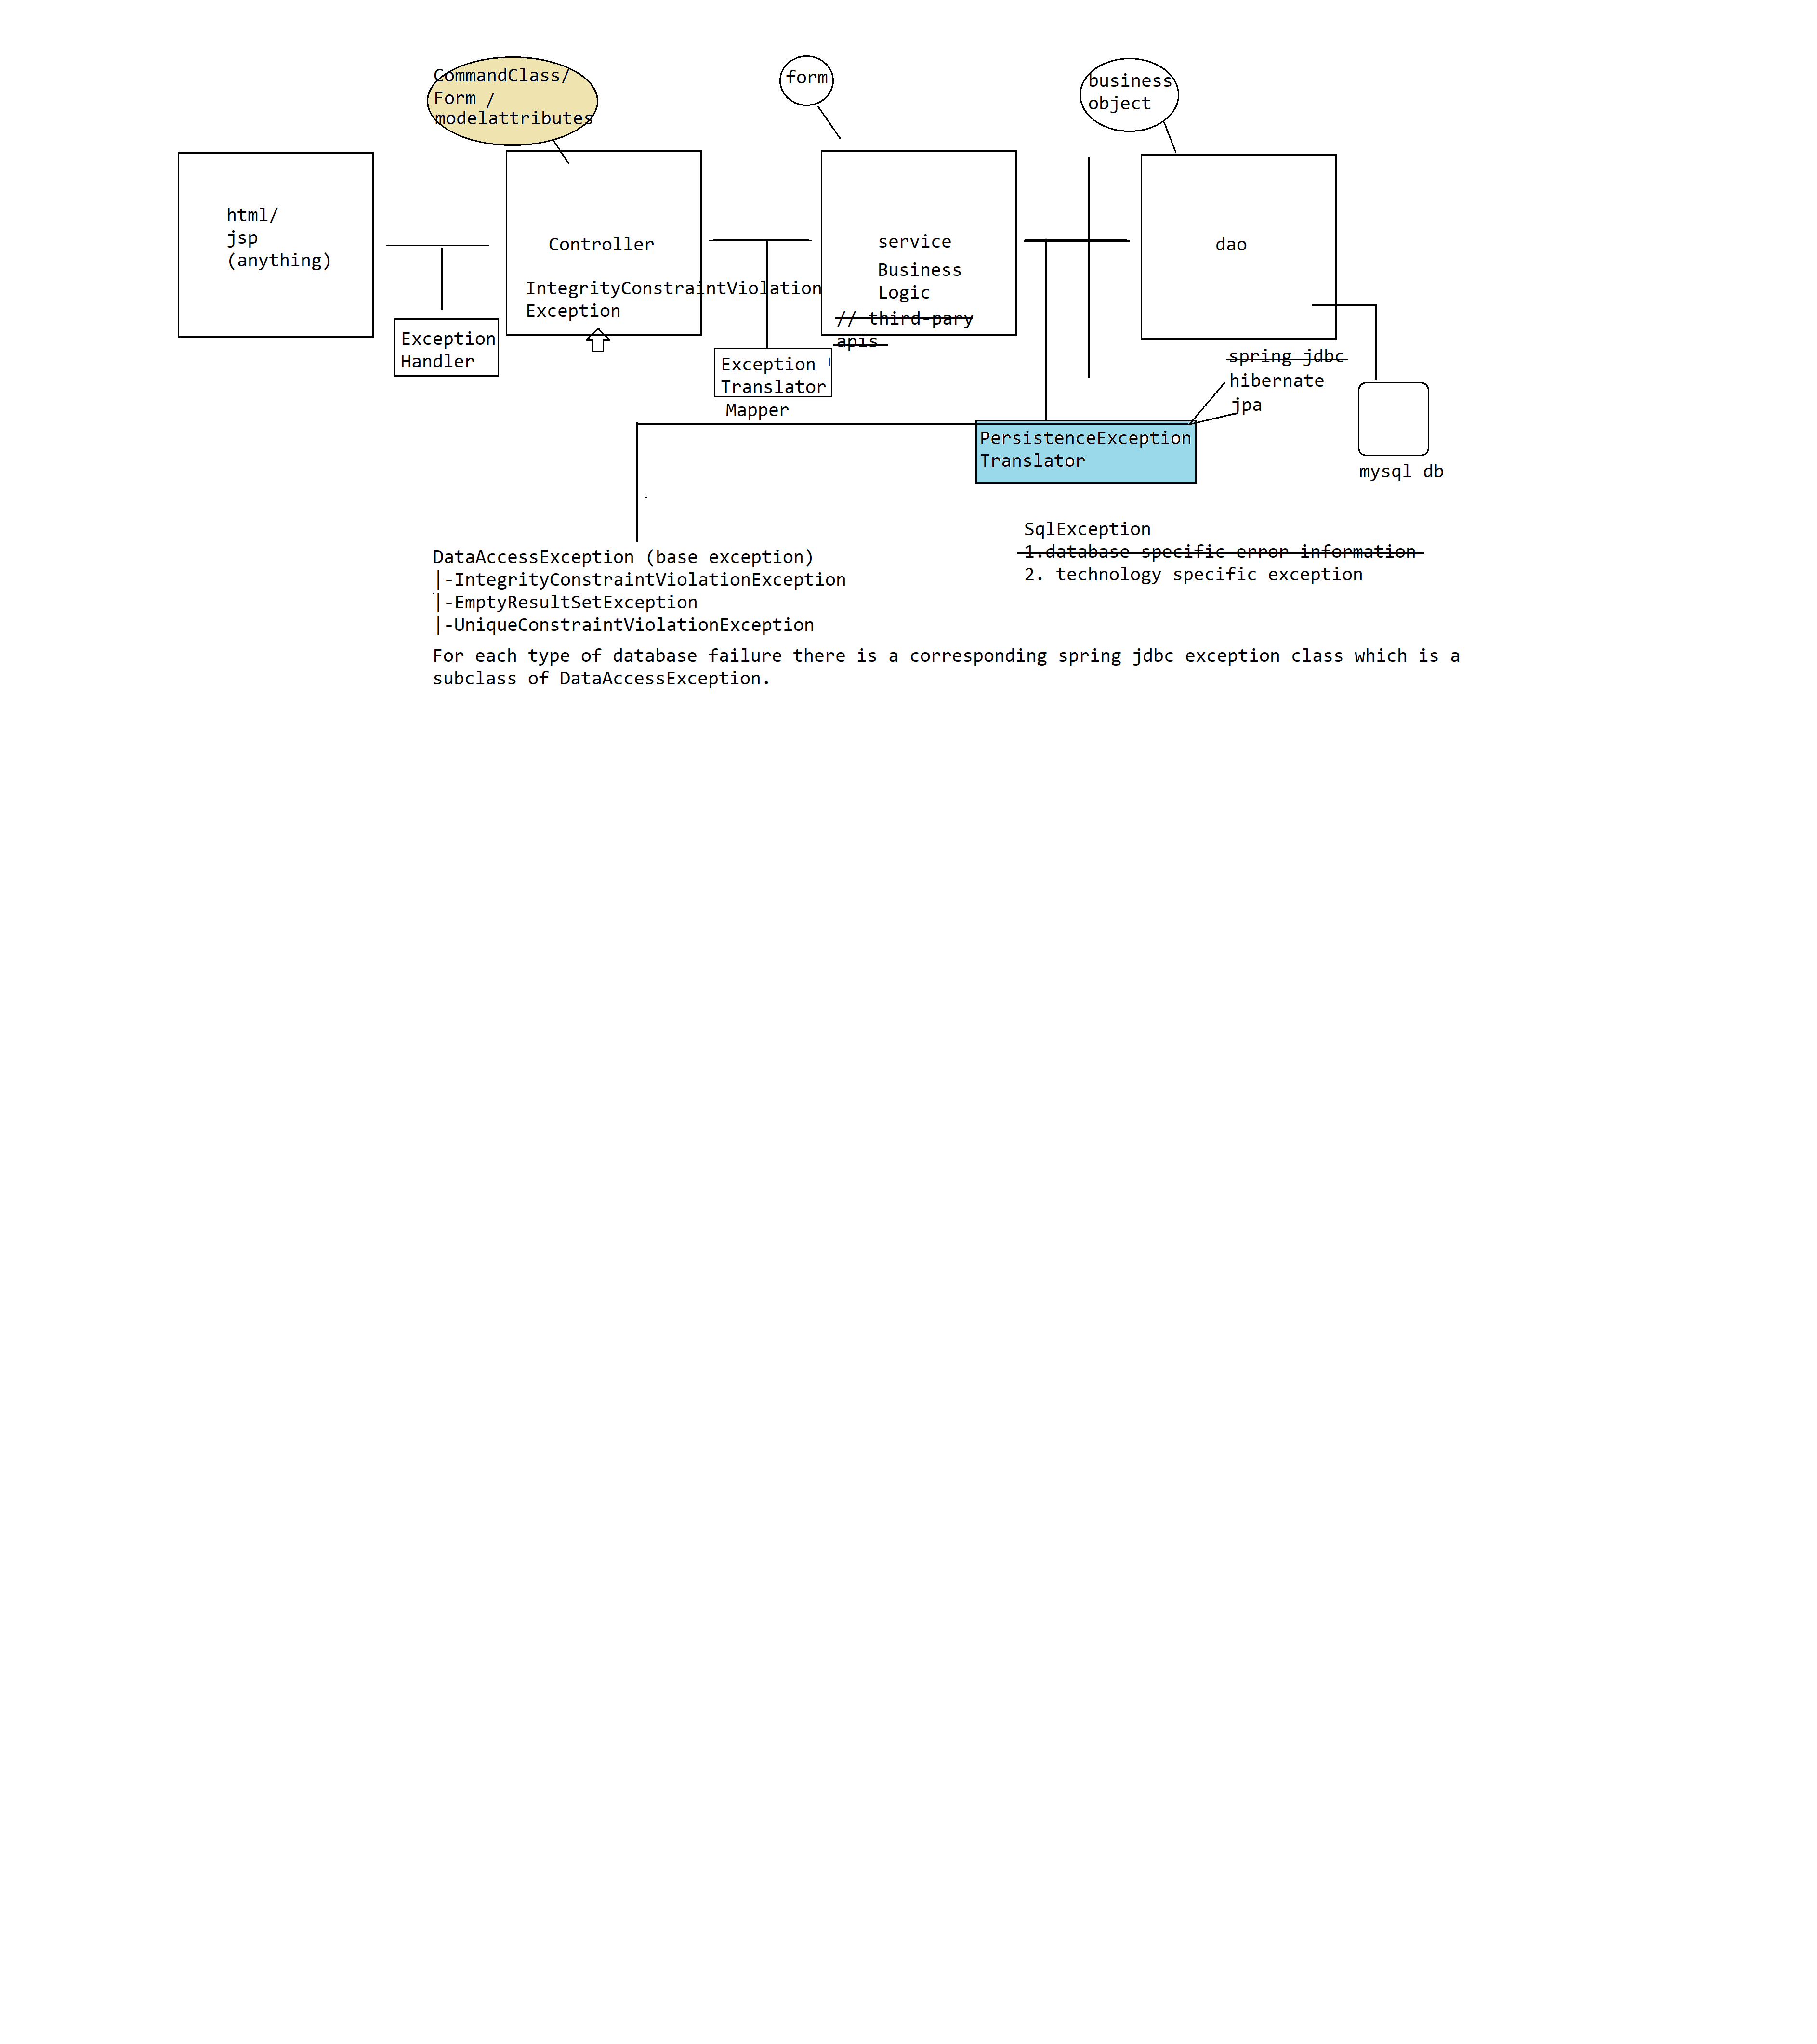 CommandClass/
Form /
modelattributes
form
business
object
html/
jsp
(anything)
Controller
IntegrityConstraintViolation
Exception
service
Business
Logic
// third-pary
apis
dao
Exception
Handler
Exception
Translator
Mapper
spring jdbc
hibernate
jpa
PersistenceException
Translator
mysql db
SqlException
1.database specific error information
2. technology specific exception
DataAccessException (base exception)
|-IntegrityConstraintViolationException
|-EmptyResultSetException
|-UniqueConstraintViolationException
For each type of database failure there is a corresponding spring jdbc exception class which is a
subclass of DataAccessException.